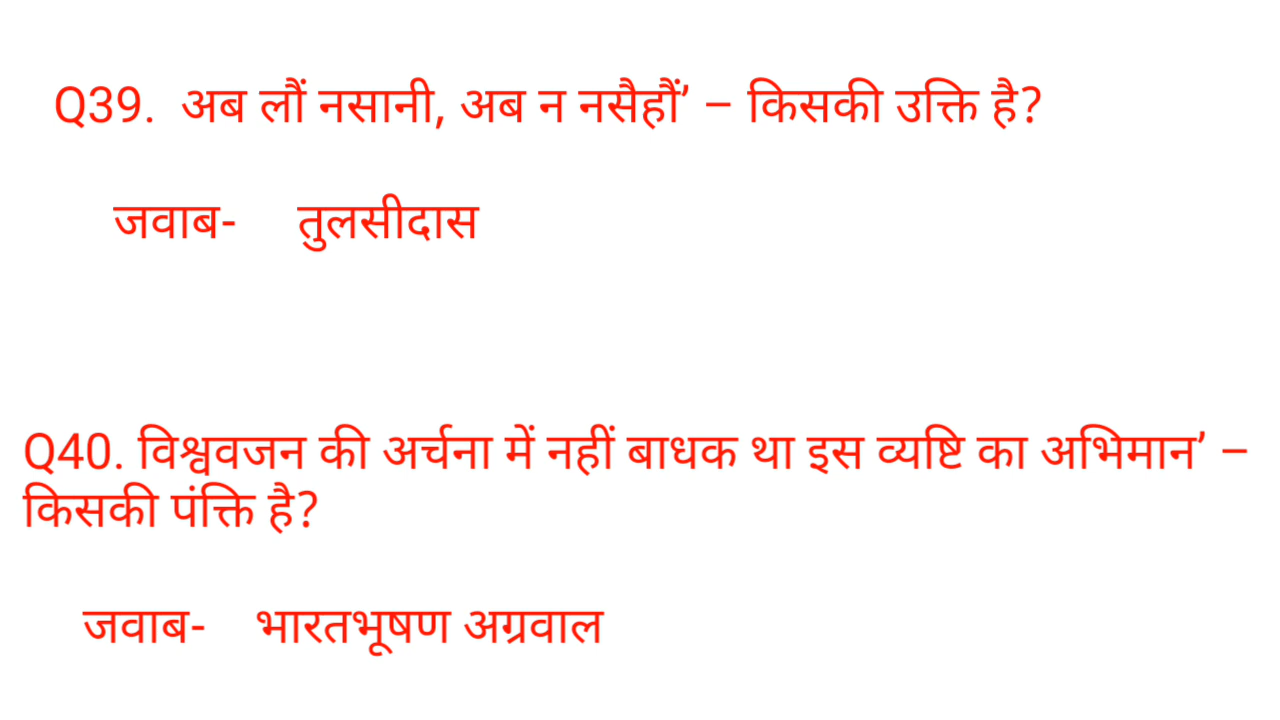 Q39. अब लौं नसानी, अब न नसैहौं’ – किसकी उक्ति है?
जवाब- तुलसीदास
Q40. विश्ववजन की अर्चना में नहीं बाधक था इस व्यष्टि का अभिमान’ –
किसकी पंक्ति है?
जवाब- भारतभूषण अग्रवाल